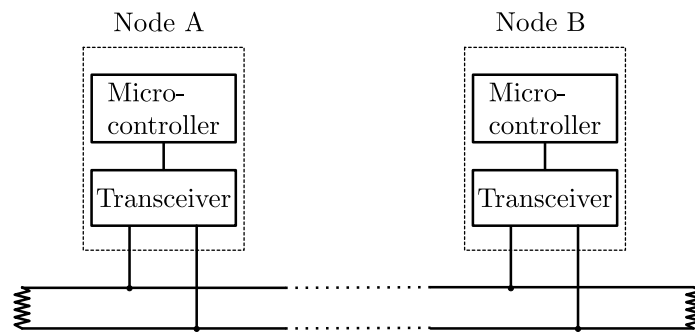 Node A
Node B
Micro-
controller
Micro-
controller
Transceiver
Transceiver